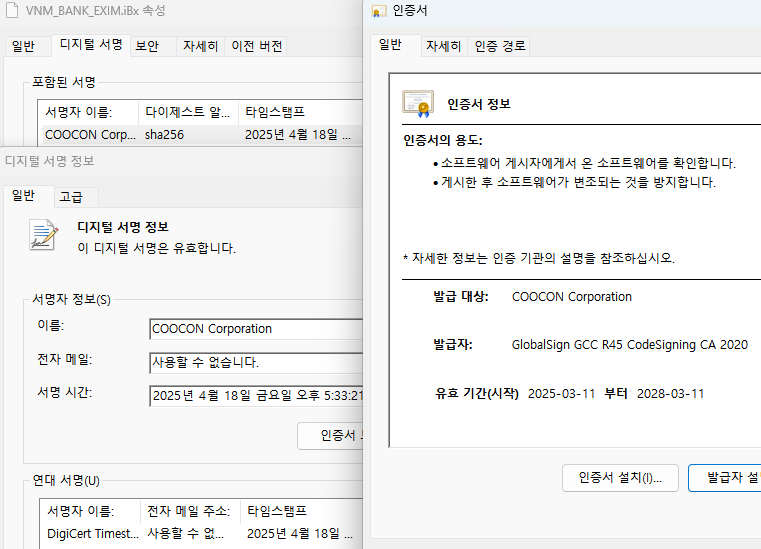 VNM_BANK_EXIM.iBx 속성
일반 디지털 서명 보안 자세히 이전 버전
포함된 서명
서명자 이름: 다이제스트 알... 타임스탬프
COOCON Corp... sha256 2025년 4월 18일 ...
디지털 서명 정보
일반 고급
디지털 서명 정보
이 디지털 서명은 유효합니다.
서명자 정보(S)
이름: COOCON Corporation
전자 메일: 사용할 수 없습니다.
서명 시간: 2025년 4월 18일 금요일 오후 5:33:21
인증서
연대 서명(U)
서명자 이름: 전자 메일 주소: 타임스탬프
DigiCert Timest... 사용할 수 없... 2025년 4월 18일 ...
인증서
일반 자세히 인증 경로
인증서 정보
인증서의 용도:
• 소프트웨어 게시자에게서 온 소프트웨어를 확인합니다.
• 게시한 후 소프트웨어가 변조되는 것을 방지합니다.
* 자세한 정보는 인증 기관의 설명을 참조하십시오.
발급 대상: COOCON Corporation
발급자: GlobalSign GCC R45 CodeSigning CA 2020
유효 기간(시작) 2025-03-11 부터 2028-03-11
인증서 설치(I)... 발급자